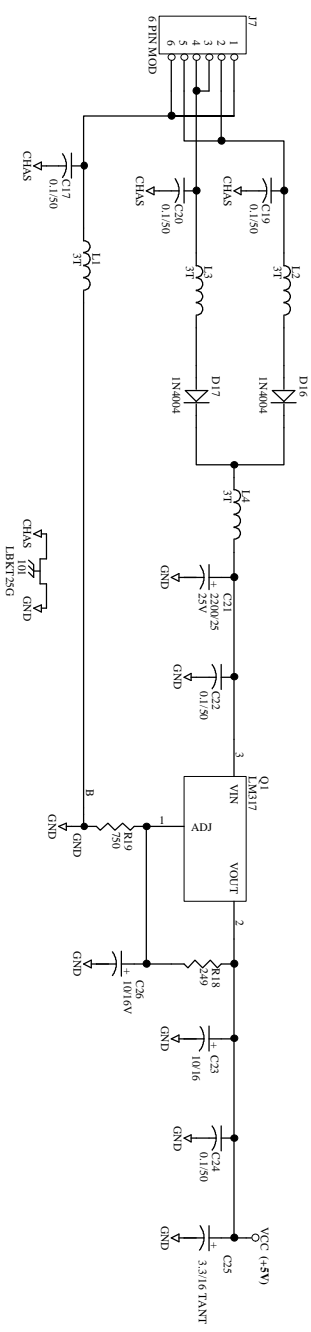 J7
6 PIN MOD
1
2
3
4
5
6
C17
0.1/50
CHAS
C20
0.1/50
CHAS
C19
0.1/50
CHAS
L1
3T
L3
3T
L2
3T
D17
1N4004
D16
1N4004
L4
3T
CHAS
101
LBKT25G
GND
C21
2200/25
25V
+
GND
C22
0.1/50
GND
Q1
LM317
3
VIN
ADJ
VOUT
1
2
B
GND
GND
R19
750
R18
249
C26
10/16V
+
GND
C23
10/16
+
GND
C24
0.1/50
GND
C25
3.3/16 TANT
+
GND
VCC (+5V)